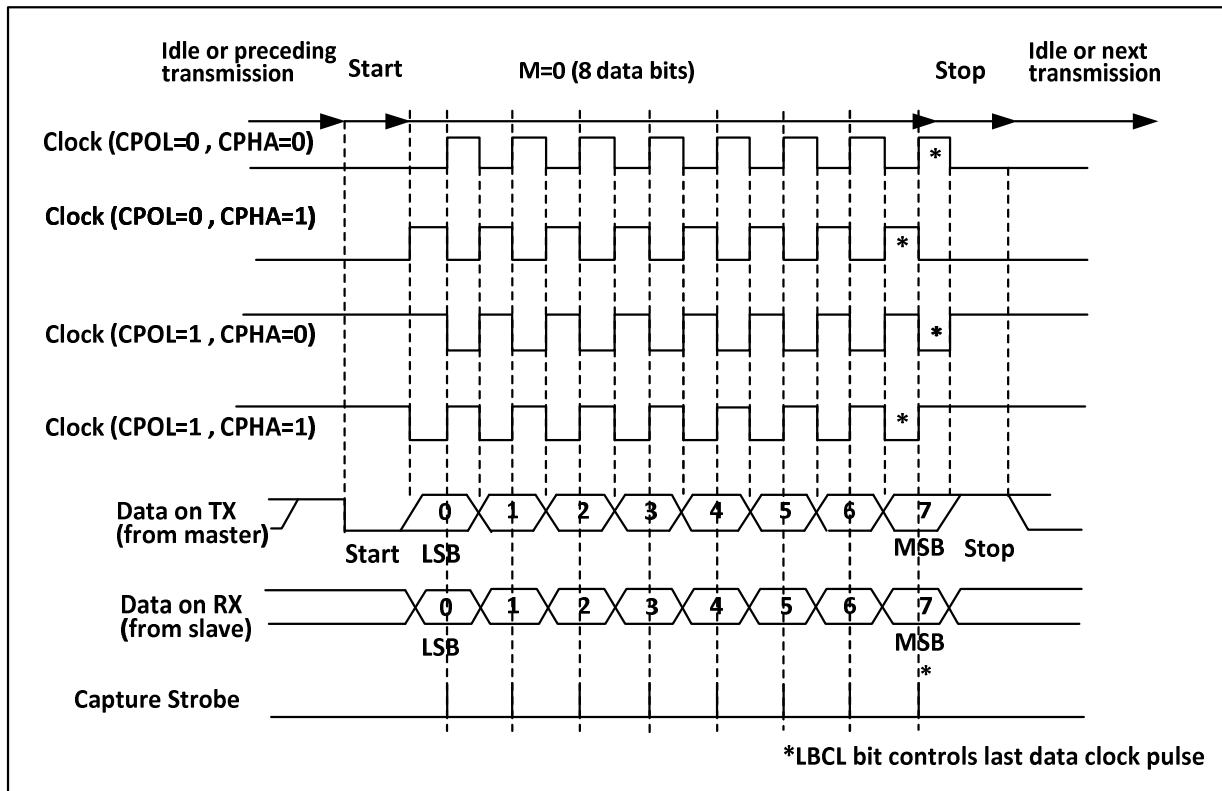 Idle or preceding
transmission
Start
M=0 (8 data bits)
Stop
Idle or next
transmission
Clock (CPOL=0 , CPHA=0)
*
Clock (CPOL=0 , CPHA=1)
*
Clock (CPOL=1 , CPHA=0)
*
Clock (CPOL=1 , CPHA=1)
*
Data on TX
(from master)
0 1 2 3 4 5 6 7
Start LSB MSB Stop
Data on RX
(from slave)
0 1 2 3 4 5 6 7
LSB MSB
*
Capture Strobe
*LBCL bit controls last data clock pulse